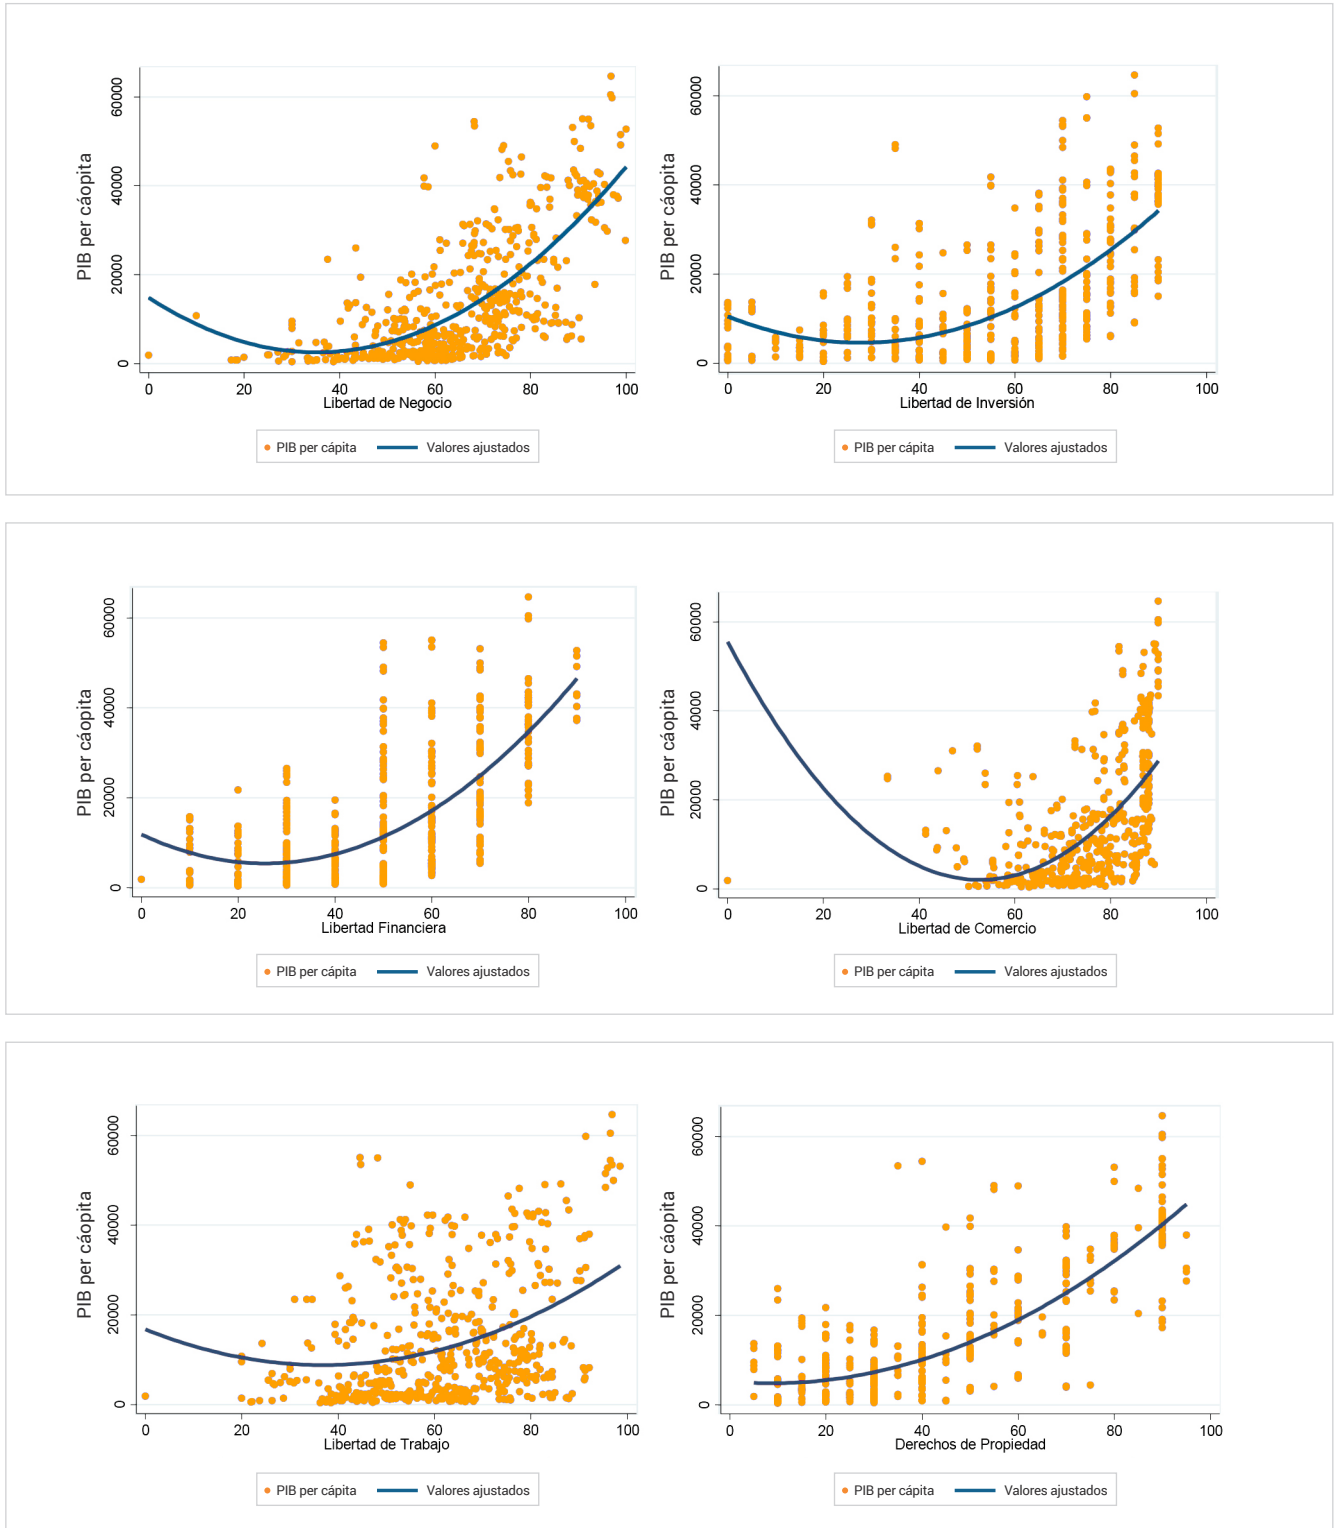 PIB per cáopita
60000
40000
20000
0
0 20 40 60 80 100
Libertad de Negocio
PIB per cápita Valores ajustados
PIB per cáopita
60000
40000
20000
0
0 20 40 60 80 100
Libertad de Inversión
PIB per cápita Valores ajustados
PIB per cáopita
60000
40000
20000
0
0 20 40 60 80 100
Libertad Financiera
PIB per cápita Valores ajustados
PIB per cáopita
60000
40000
20000
0
0 20 40 60 80 100
Libertad de Comercio
PIB per cápita Valores ajustados
PIB per cáopita
60000
40000
20000
0
0 20 40 60 80 100
Libertad de Trabajo
PIB per cápita Valores ajustados
PIB per cáopita
60000
40000
20000
0
0 20 40 60 80 100
Derechos de Propiedad
PIB per cápita Valores ajustados